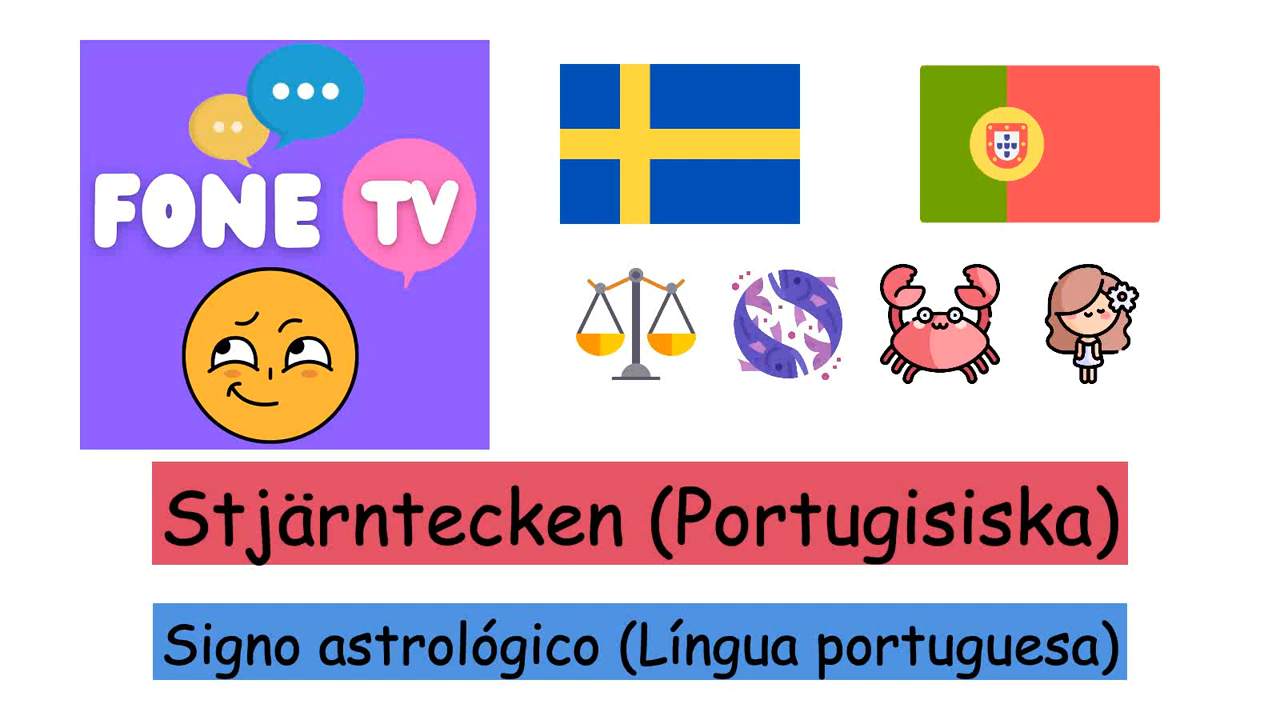 FONE TV
Stjärntecken (Portugisiska)
Signo astrológico (Língua portuguesa)